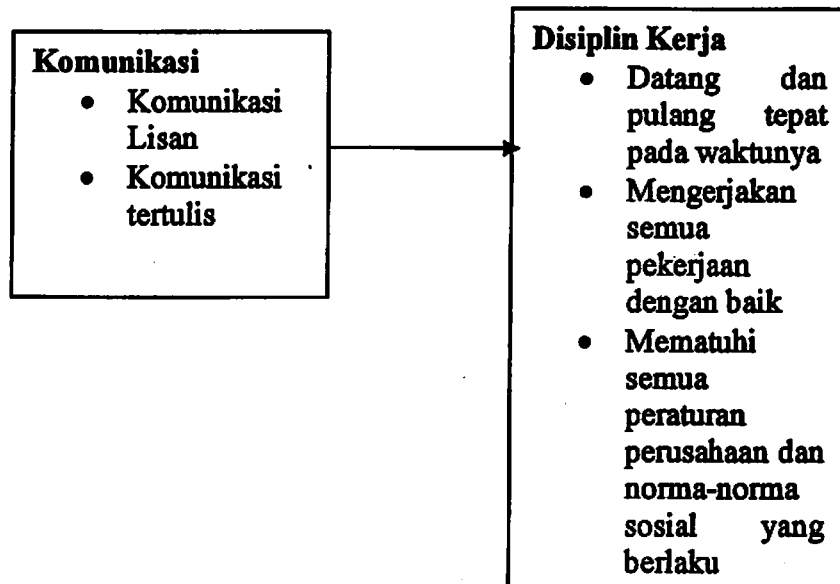 Komunikasi
• Komunikasi
Lisan
• Komunikasi
tertulis
Disiplin Kerja
• Datang dan
pulang tepat
pada waktunya
• Mengerjakan
semua
pekerjaan
dengan baik
• Mematuhi
semua
peraturan
perusahaan dan
norma-norma
sosial yang
berlaku